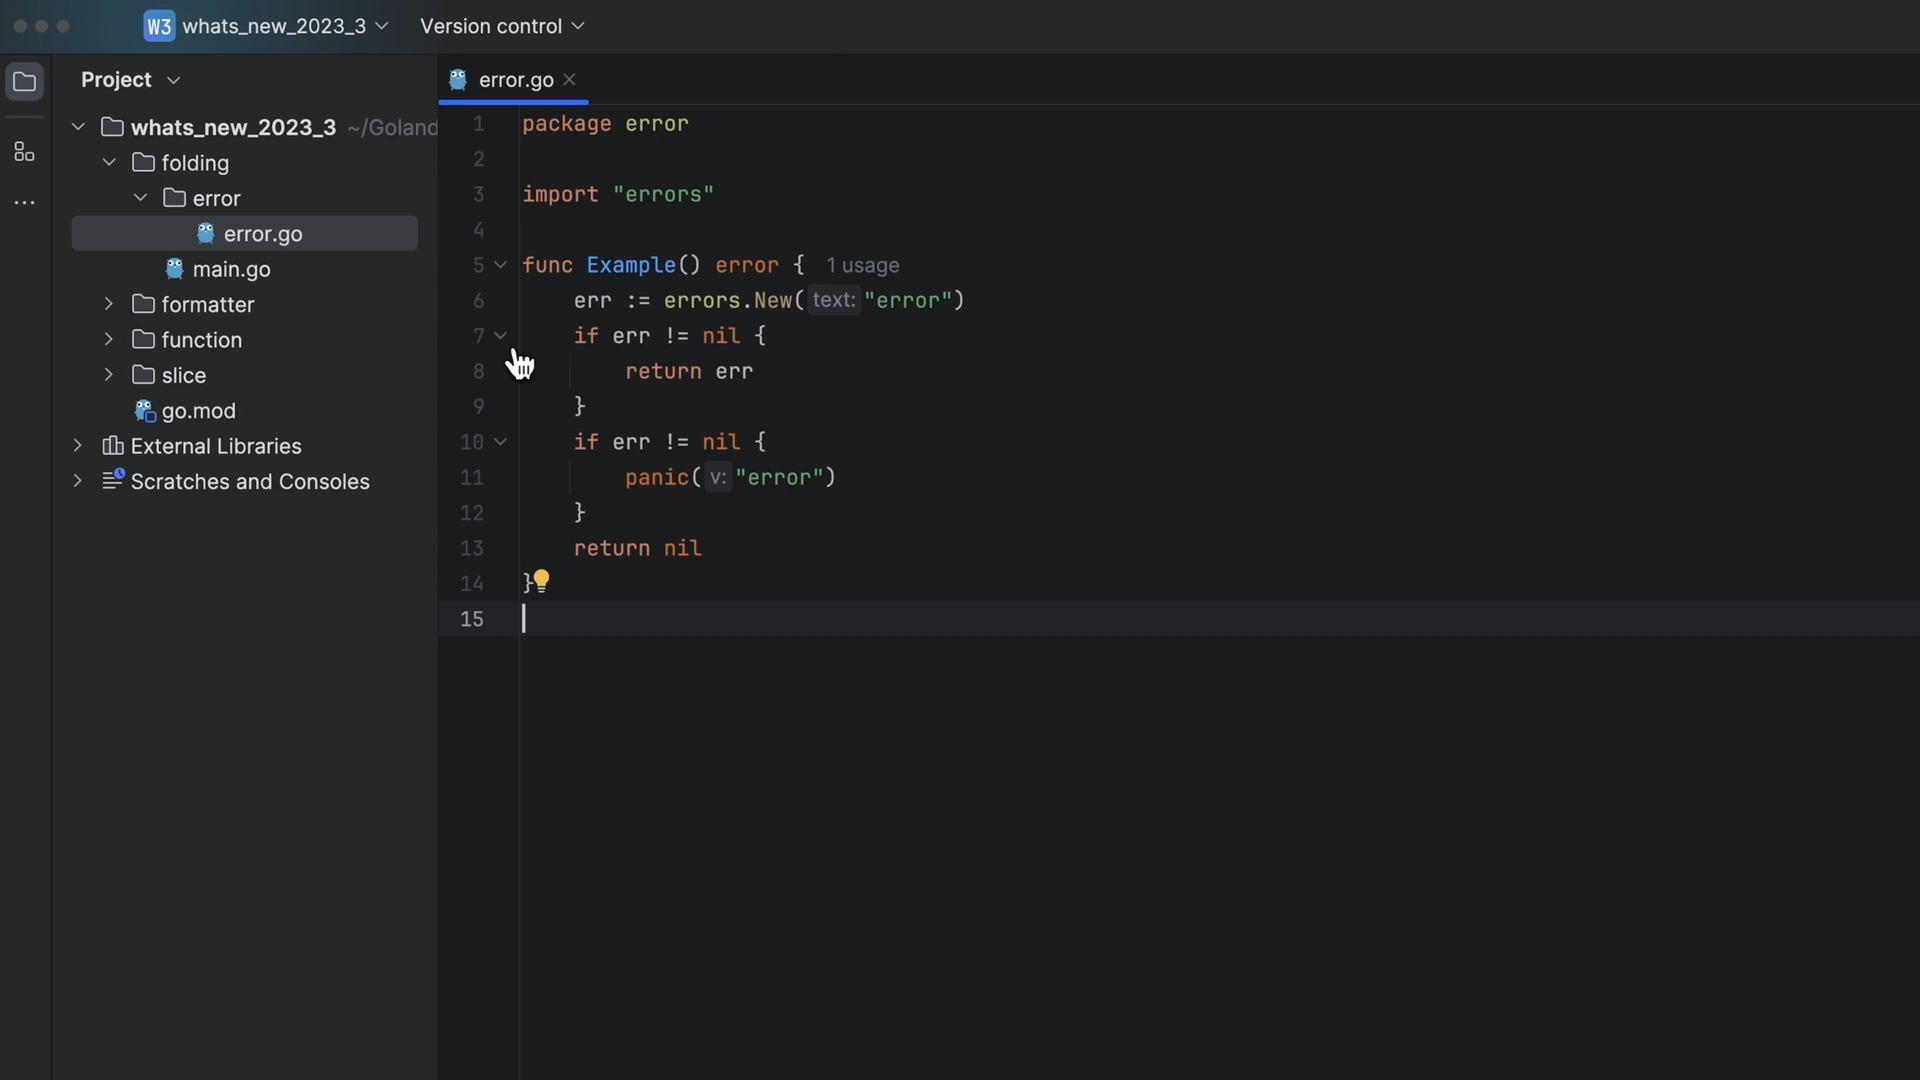 W3 whats_new_2023_3 Version control
Project
whats_new_2023_3 ~/Goland
folding
error
error.go
main.go
formatter
function
slice
go.mod
External Libraries
Scratches and Consoles
error.go
1 package error
2
3 import "errors"
4
5 func Example() error { 1 usage
6 err := errors.New( text: "error")
7 if err != nil {
8 return err
9 }
10 if err != nil {
11 panic( v: "error")
12 }
13 return nil
14 }
15